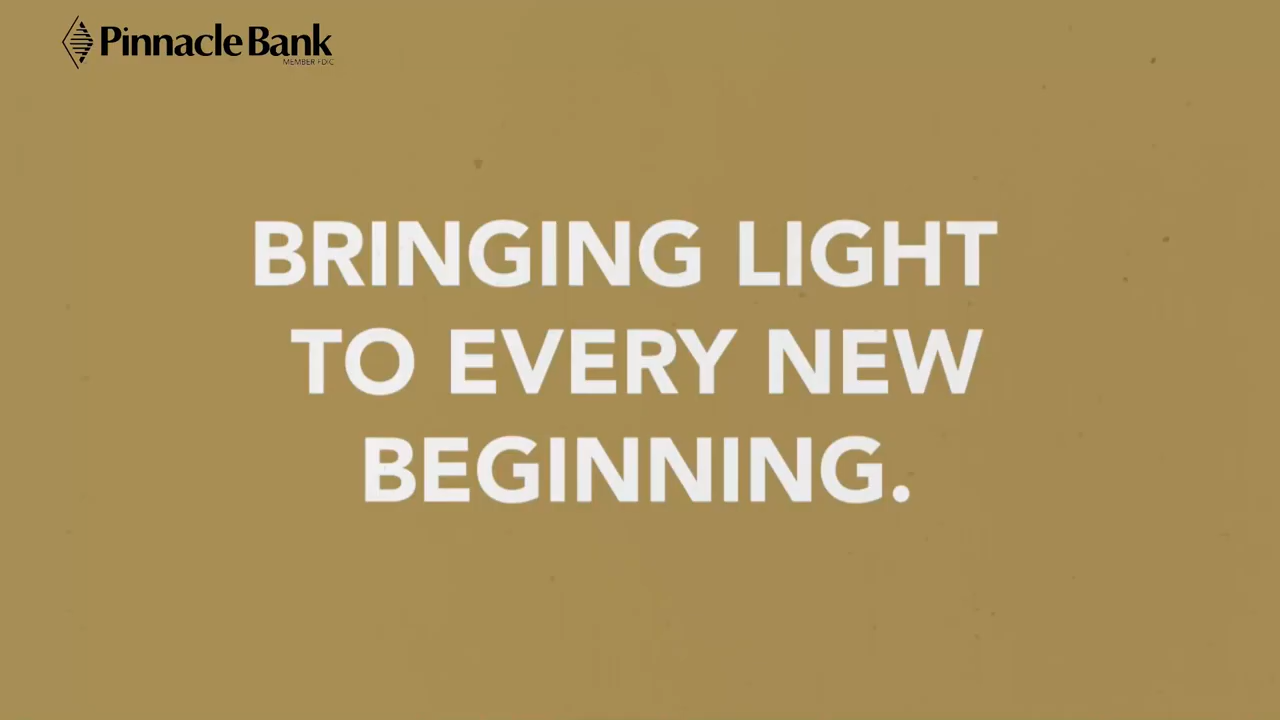 Pinnacle Bank
MEMBER FDIC
BRINGING LIGHT
TO EVERY NEW
BEGINNING.